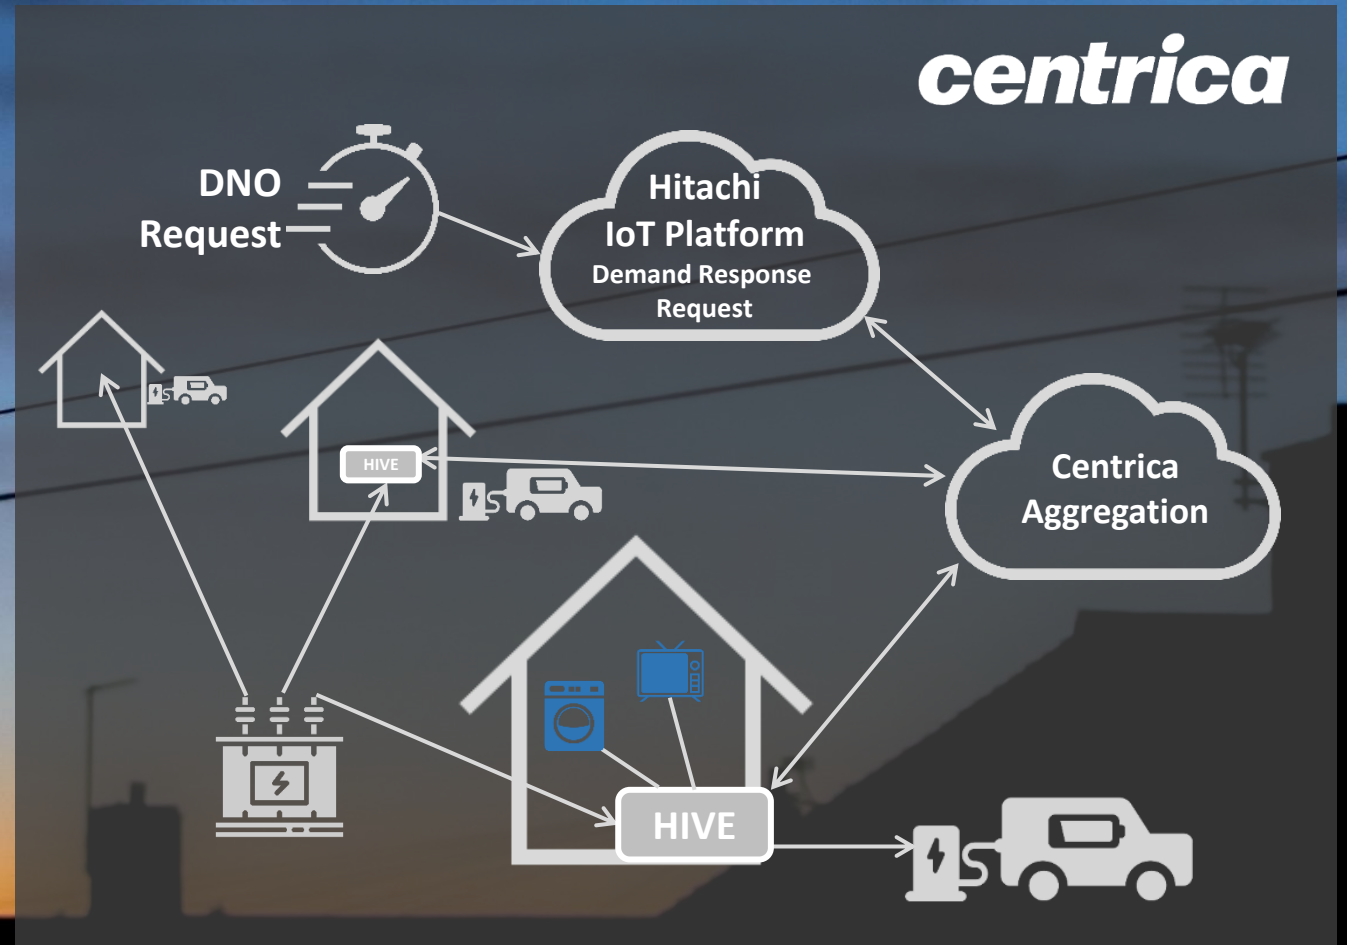 centrica
DNO
Request
Hitachi
IoT Platform
Demand Response
Request
HIVE
Centrica
Aggregation
HIVE